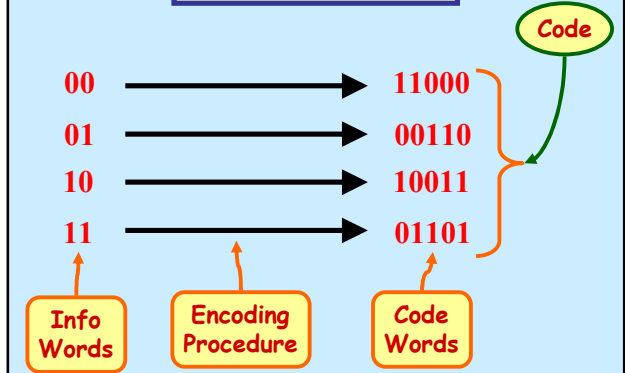 Code
00 11000
01 00110
10 10011
11 01101
Info Encoding Code
Words Procedure Words